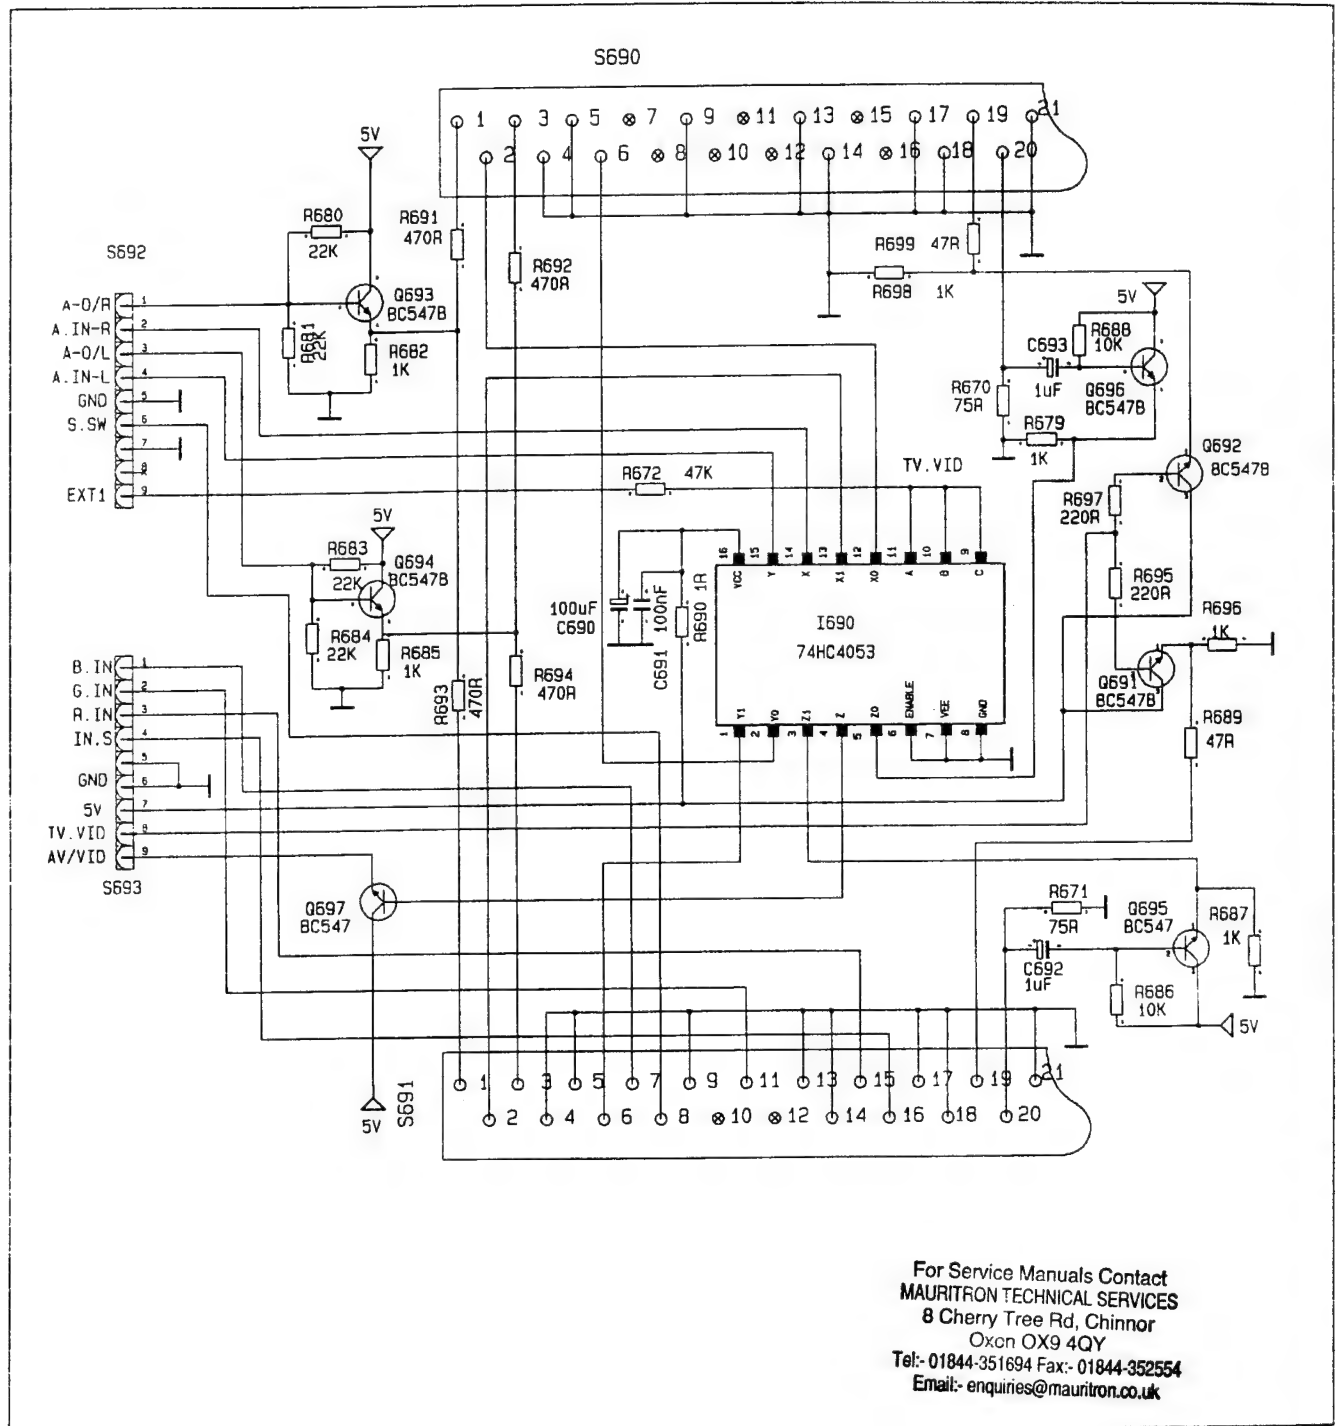 S690
1 3 5 7 9 11 13 15 17 19 21
2 4 6 8 10 12 14 16 18 20
5V
R680
22K
R691
470R
R692
470R
R699 47R
R698 1K
S692
A-O/R 1
A.IN-R 2
A-O/L 3
A.IN-L 4
GND 5
S.SW 6
7
8
EXT1 9
Q693
BC547B
R681
22K
R682
1K
5V
R688
10K
C693
1uF
Q696
BC547B
R670
75R
R679
1K
Q692
BC547B
R672 47K
TV.VID
R697
220R
5V
R683
22K
Q694
BC547B
R684
22K
R685
1K
100uF
C690
C691 100nF
R690 1R
16 15 14 13 12 11 10 9
VCC Y X X1 X0 A B C
I690
74HC4053
Y1 Y0 Z1 Z Z0 ENABLE VEE GND
1 2 3 4 5 6 7 8
R695
220R
R696
1K
Q691
BC547B
R689
47R
R693
470R
R694
470R
B.IN 1
G.IN 2
R.IN 3
IN.S 4
5
GND 6
5V 7
TV.VID 8
AV/VID 9
S693
Q697
BC547
R671
75R
Q695
BC547
R687
1K
C692
1uF
R686
10K
5V
5V
S691
1 3 5 7 9 11 13 15 17 19 21
2 4 6 8 10 12 14 16 18 20
For Service Manuals Contact
MAURITRON TECHNICAL SERVICES
8 Cherry Tree Rd, Chinnor
Oxon OX9 4QY
Tel:- 01844-351694 Fax:- 01844-352554
Email:- enquiries@mauritron.co.uk